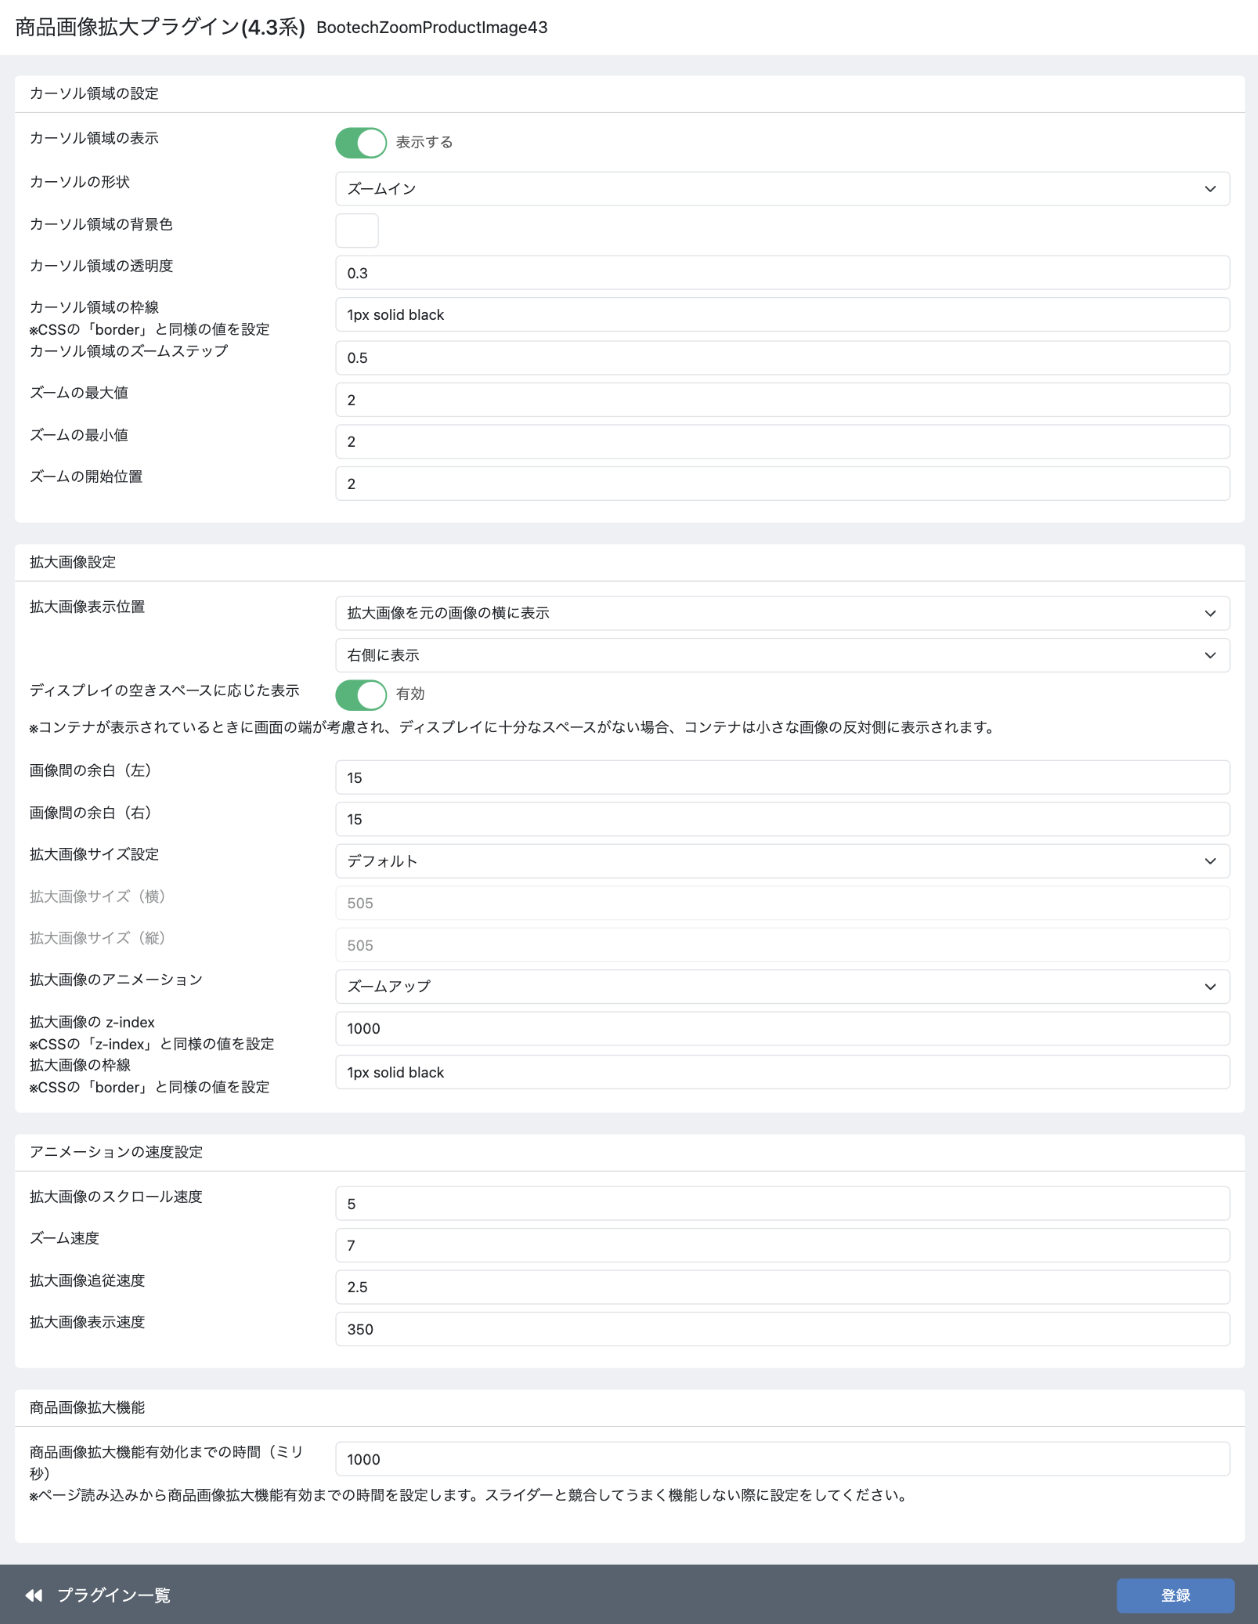 商品画像拡大プラグイン(4.3系) BootechZoomProductImage43
カーソル領域の設定
カーソル領域の表示 表示する
カーソルの形状 ズームイン
カーソル領域の背景色
カーソル領域の透明度 0.3
カーソル領域の枠線 1px solid black
※CSSの「border」と同様の値を設定
カーソル領域のズームステップ 0.5
ズームの最大値 2
ズームの最小値 2
ズームの開始位置 2
拡大画像設定
拡大画像表示位置 拡大画像を元の画像の横に表示
右側に表示
ディスプレイの空きスペースに応じた表示 有効
※コンテナが表示されているときに画面の端が考慮され、ディスプレイに十分なスペースがない場合、コンテナは小さな画像の反対側に表示されます。
画像間の余白（左） 15
画像間の余白（右） 15
拡大画像サイズ設定 デフォルト
拡大画像サイズ（横） 505
拡大画像サイズ（縦） 505
拡大画像のアニメーション ズームアップ
拡大画像の z-index 1000
※CSSの「z-index」と同様の値を設定
拡大画像の枠線 1px solid black
※CSSの「border」と同様の値を設定
アニメーションの速度設定
拡大画像のスクロール速度 5
ズーム速度 7
拡大画像追従速度 2.5
拡大画像表示速度 350
商品画像拡大機能
商品画像拡大機能有効化までの時間（ミリ 1000
秒）
※ページ読み込みから商品画像拡大機能有効までの時間を設定します。スライダーと競合してうまく機能しない際に設定をしてください。
プラグイン一覧 登録